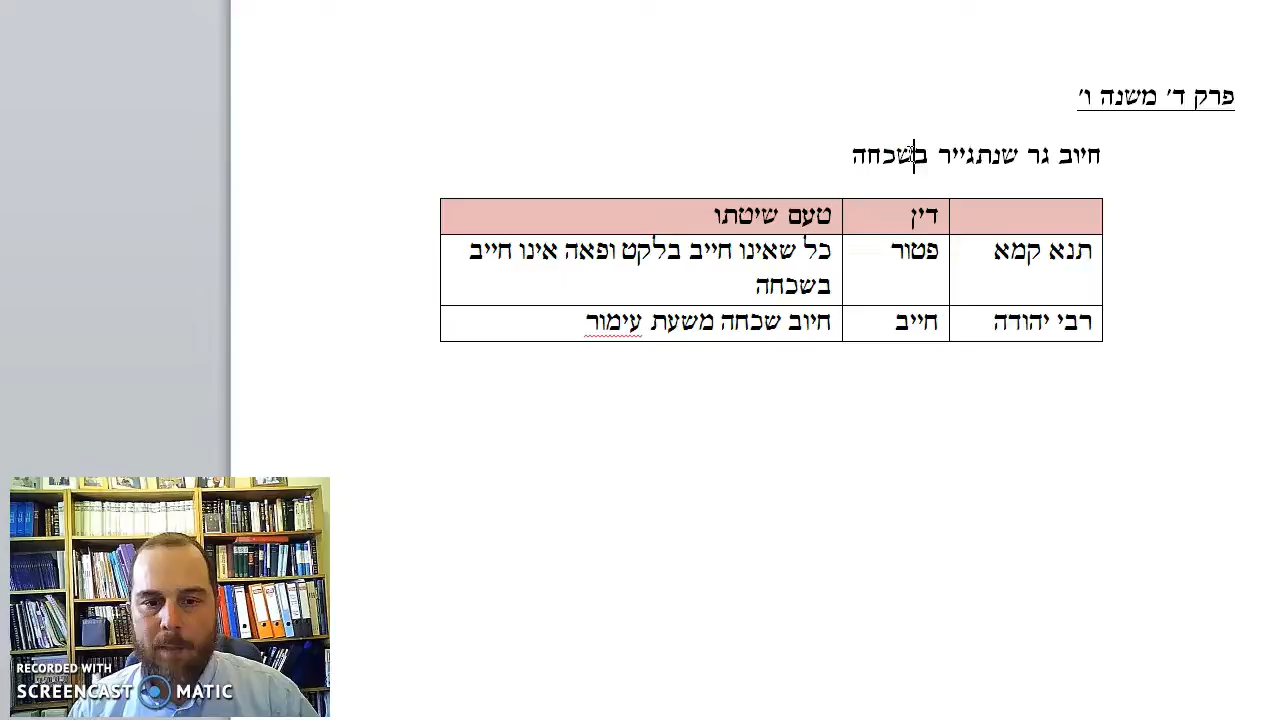 פרק ד' משנה ו'
חיוב גר שנתגייר בשכחה
דין טעם שיטתו
תנא קמא פטור כל שאינו חייב בלקט ופאה אינו חייב
בשכחה
רבי יהודה חייב חיוב שכחה משעת עימור
RECORDED WITH
SCREENCAST MATIC